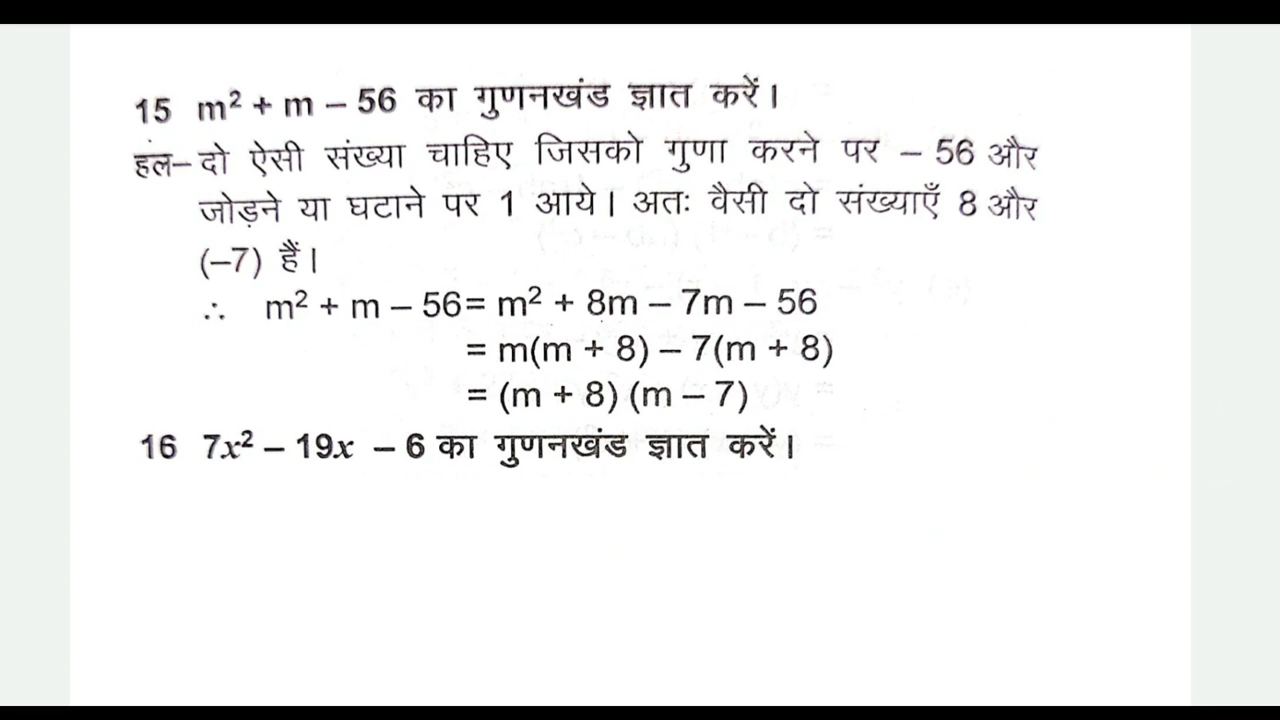 15 m² + m – 56 का गुणनखंड ज्ञात करें।
हल– दो ऐसी संख्या चाहिए जिसको गुणा करने पर – 56 और
जोड़ने या घटाने पर 1 आये। अतः वैसी दो संख्याएँ 8 और
(–7) हैं।
∴ m² + m – 56= m² + 8m – 7m – 56
= m(m + 8) – 7(m + 8)
= (m + 8) (m – 7)
16 7x² – 19x – 6 का गुणनखंड ज्ञात करें।